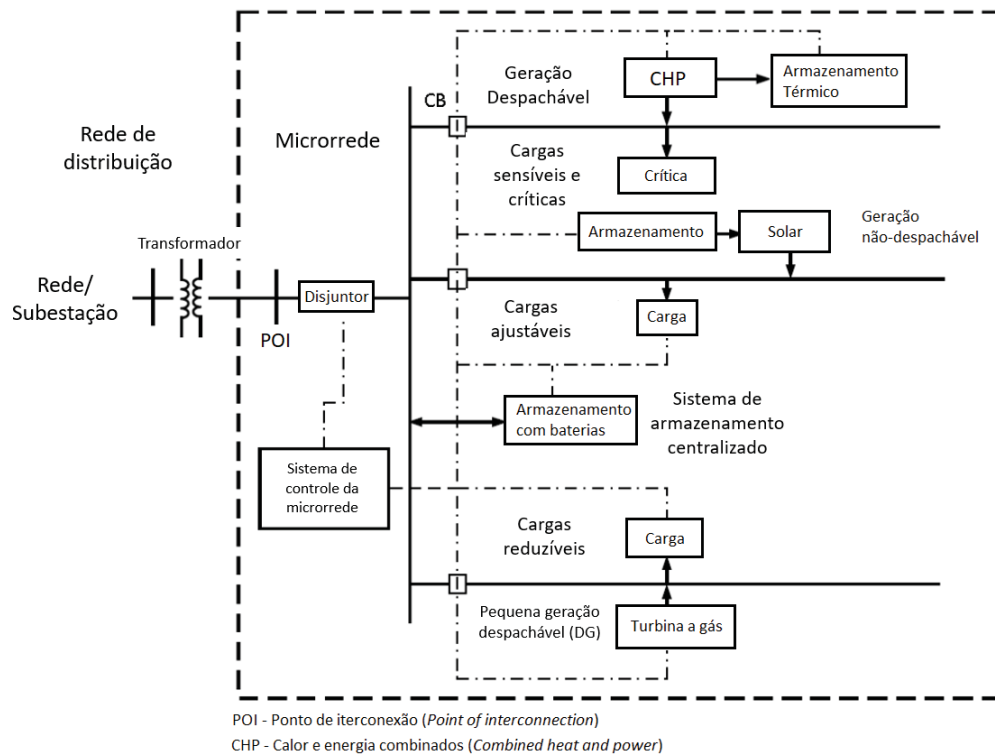 Rede de
distribuição
Microrrede
CB
Geração
Despachável
CHP
Armazenamento
Térmico
Cargas
sensíveis e
críticas
Crítica
Armazenamento
Solar
Geração
não-despachável
Transformador
Rede/
Subestação
POI
Disjuntor
Cargas
ajustáveis
Carga
Armazenamento
com baterias
Sistema de
armazenamento
centralizado
Sistema de
controle da
microrrede
Cargas
reduzíveis
Carga
Pequena geração
despachável (DG)
Turbina a gás
POI - Ponto de iterconexão (Point of interconnection)
CHP - Calor e energia combinados (Combined heat and power)